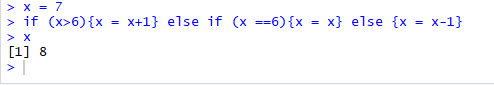 > x = 7
> if (x>6){x = x+1} else if (x ==6){x = x} else {x = x-1}
> x
[1] 8
>